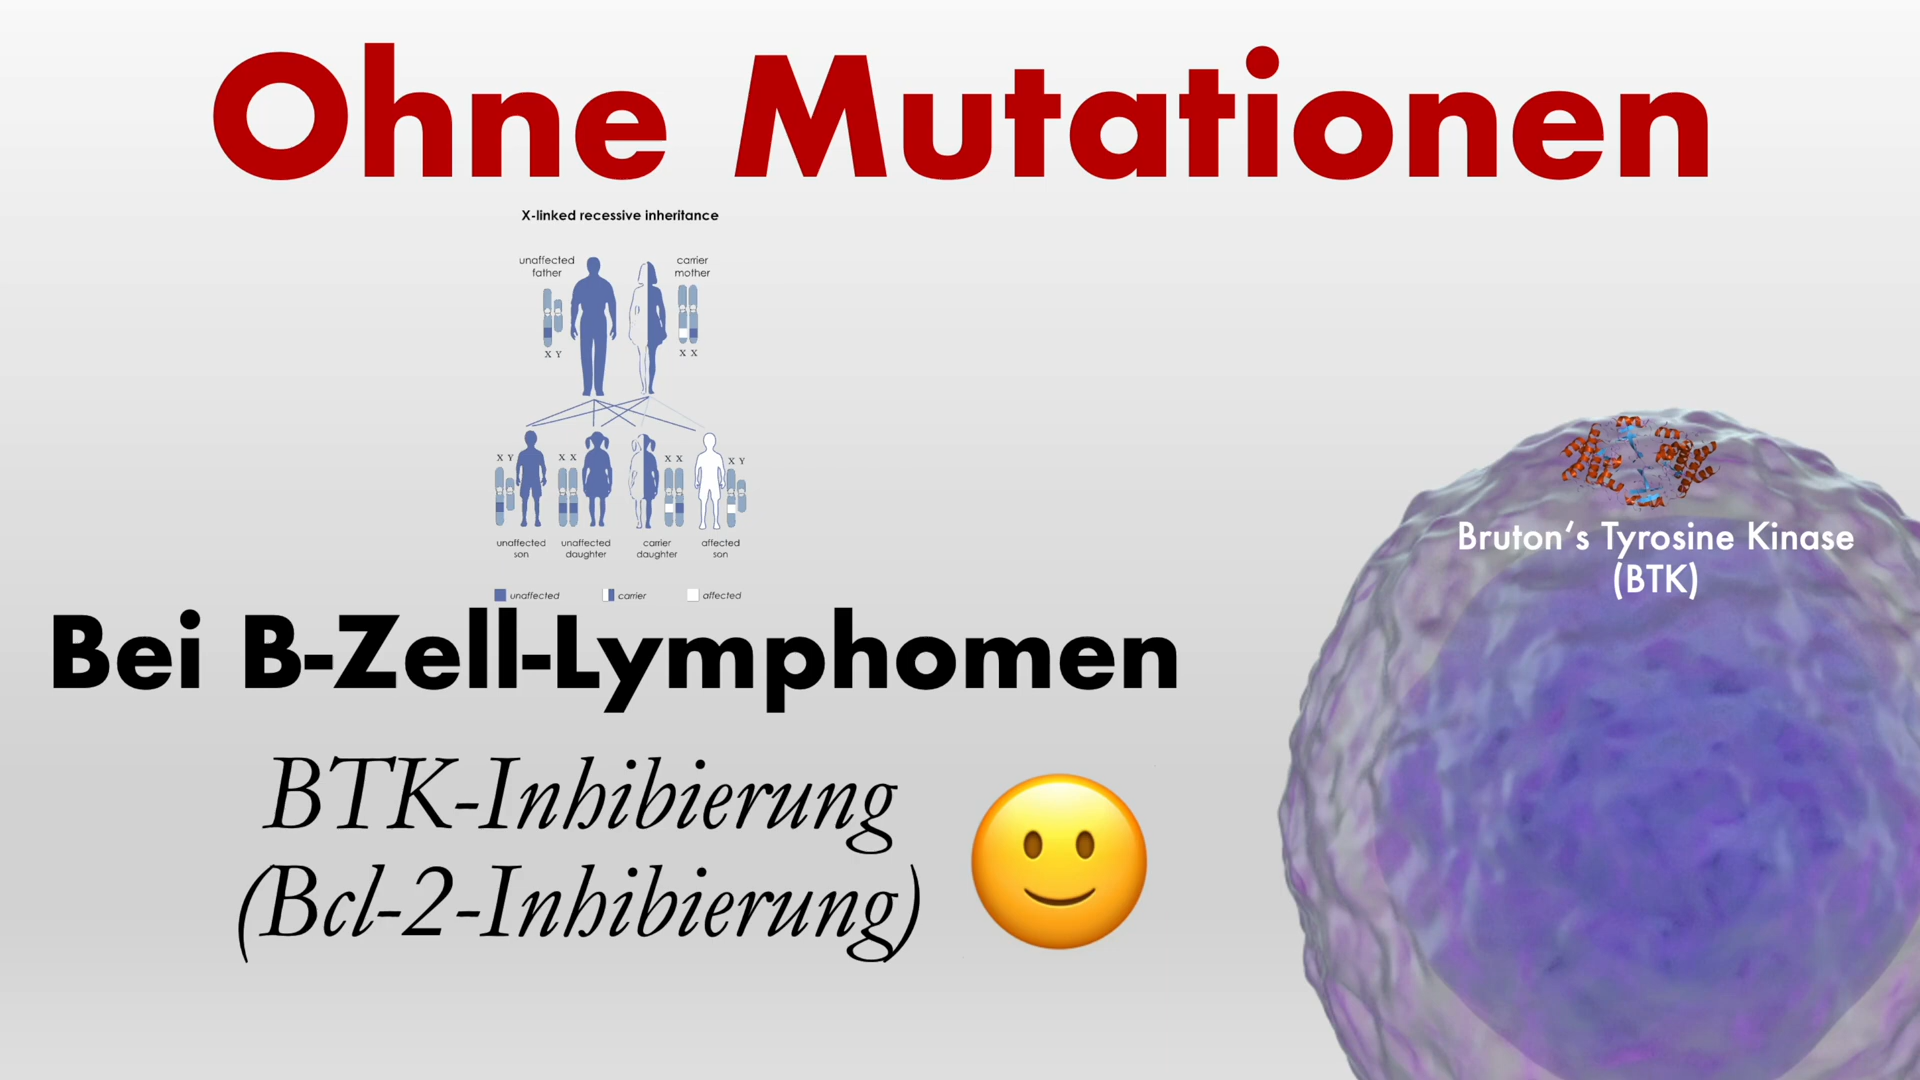 Ohne Mutationen
X-linked recessive inheritance
unaffected father
carrier mother
X Y
X X
X Y
X X
X X
X Y
unaffected son
unaffected daughter
carrier daughter
affected son
unaffected
carrier
affected
Bruton‘s Tyrosine Kinase
(BTK)
Bei B-Zell-Lymphomen
BTK-Inhibierung
(Bcl-2-Inhibierung)